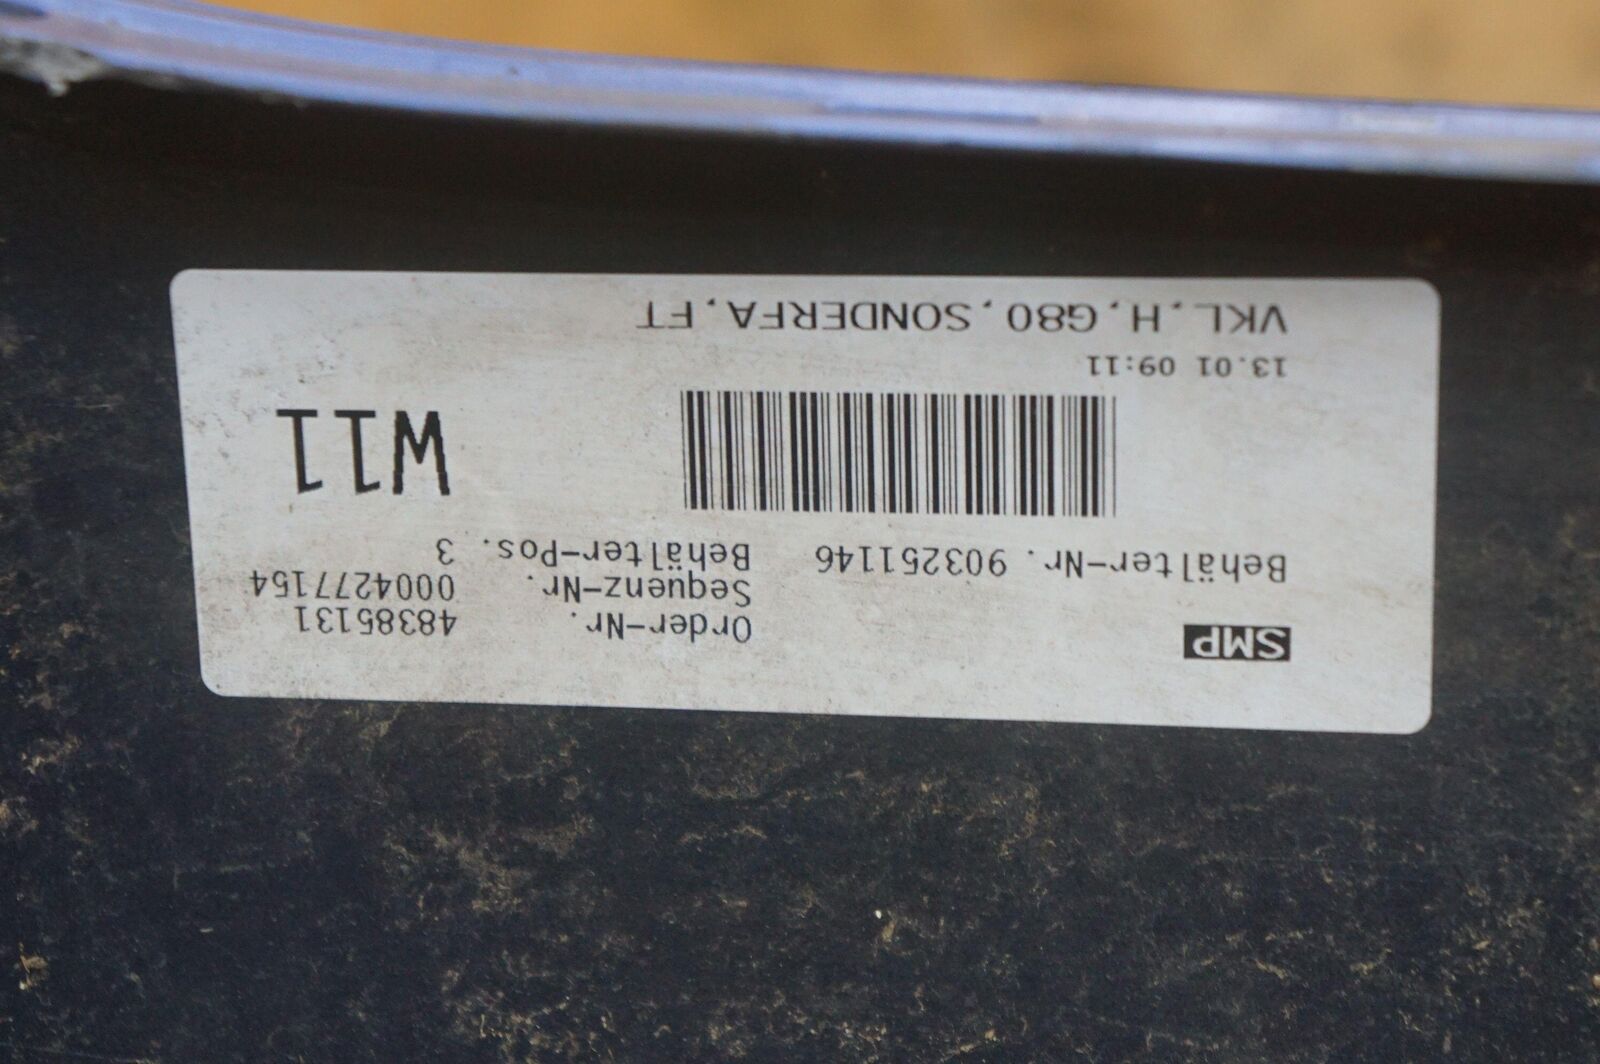 SMP
Order-Nr. 48385131
Sequenz-Nr. 0004277154
Behälter-Nr. 903251146 Behälter-Pos. 3
W11
13.01 09:11
VKL,H,G80,SONDERFA,FT